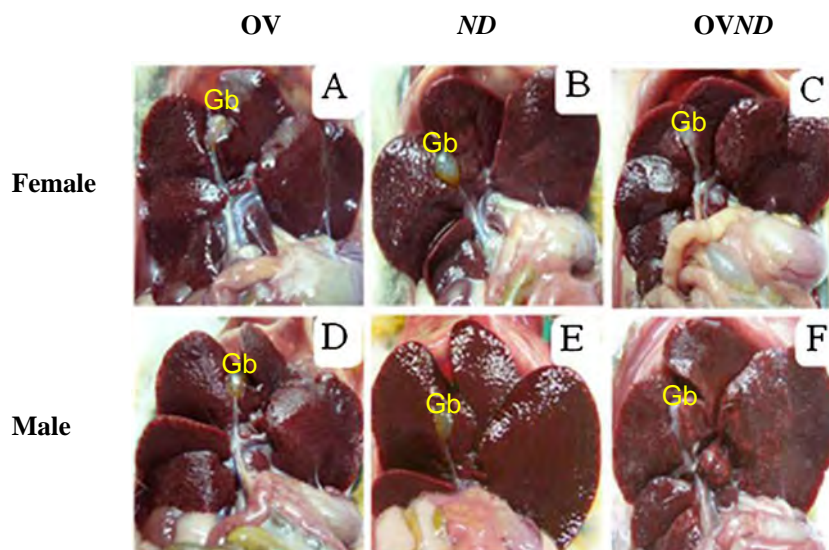 OV ND OVND
A B C
Gb Gb Gb
Female
D E F
Gb Gb Gb
Male